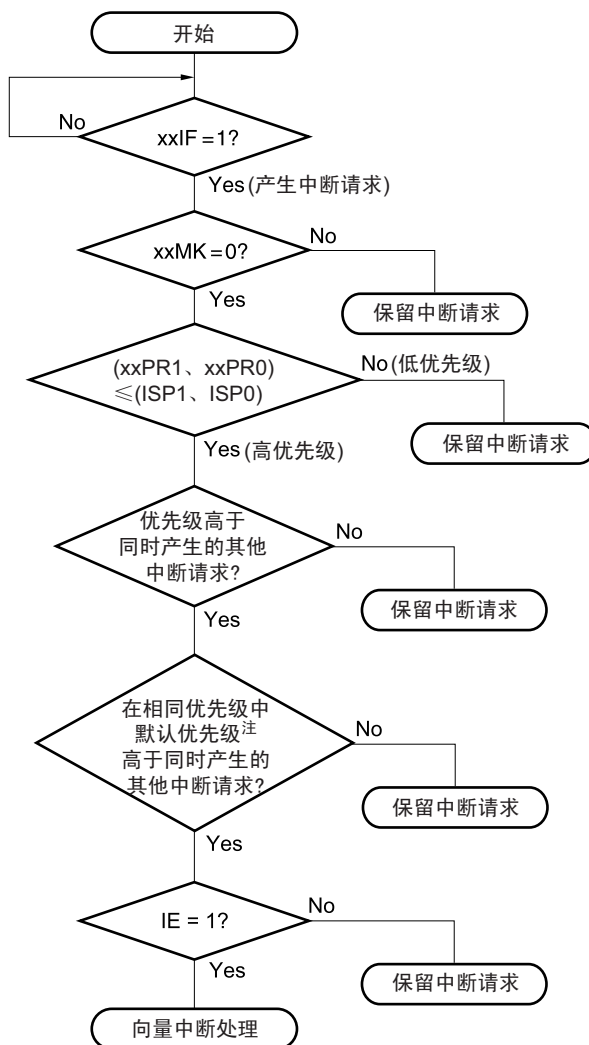 开始
No
xxIF=1?
Yes(产生中断请求)
xxMK=0?
No
Yes
保留中断请求
(xxPR1、xxPR0)
≤(ISP1、ISP0)
No(低优先级)
保留中断请求
Yes(高优先级)
优先级高于
同时产生的其他
中断请求?
No
保留中断请求
Yes
在相同优先级中
默认优先级注
高于同时产生的
其他中断请求?
No
保留中断请求
Yes
IE = 1?
No
保留中断请求
Yes
向量中断处理